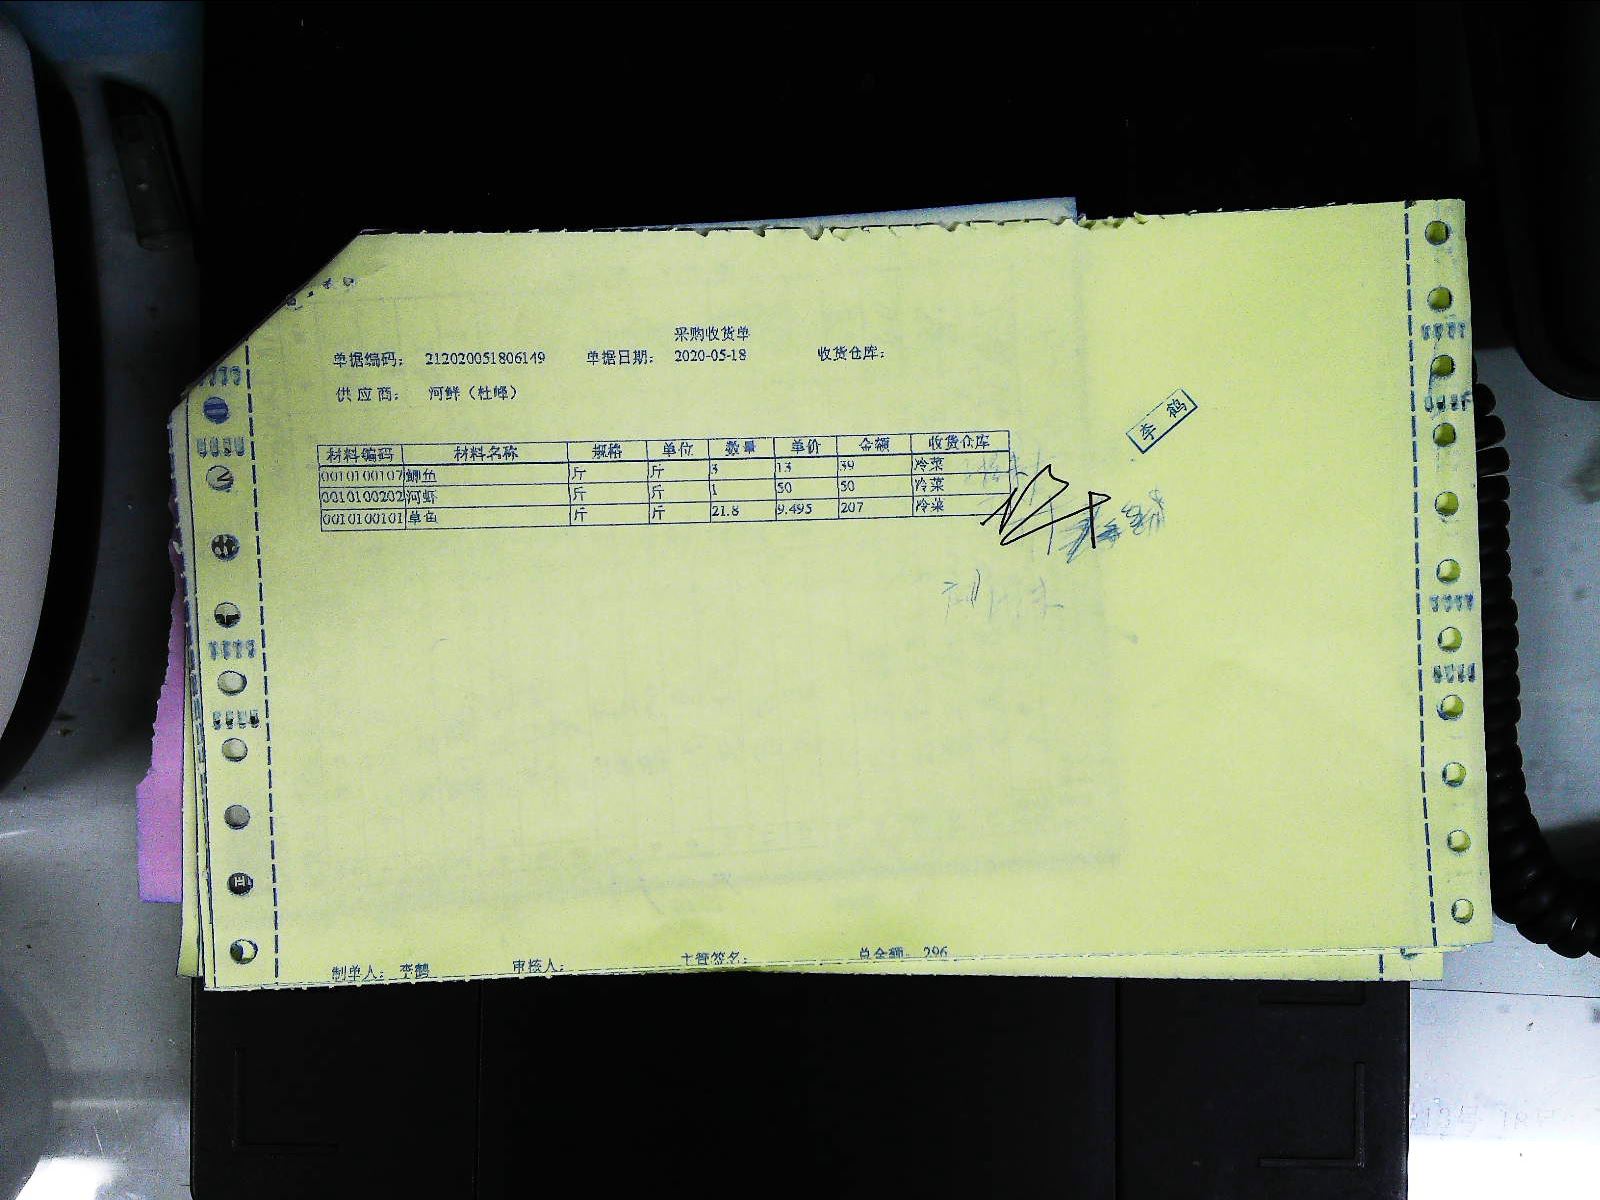 采购收货单
单据编码: 212020051806149 单据日期: 2020-05-18 收货仓库:
供应商: 河鲜（杜峰）
材料编码 材料名称 规格 单位 数量 单价 金额 收货仓库
0010100107 鲫鱼 斤 斤 3 13 39 冷菜
0010100202 河虾 斤 斤 1 50 50 冷菜
0010100101 草鱼 斤 斤 21.8 9.495 207 冷菜
李鹤
制单人: 李鹤 审核人: 主管签名: 总金额: 296